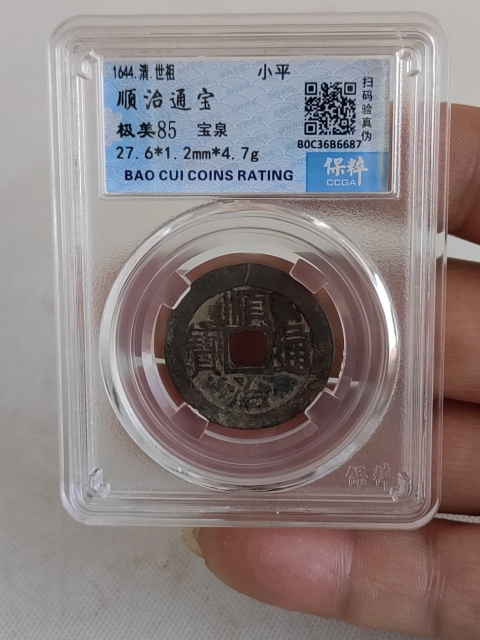 1644.清.世祖 小平
顺治通宝
极美85 宝泉
27.6*1.2mm*4.7g
BAO CUI COINS RATING
扫码验真伪
B0C36B6687
保粹
CCGA
順治通寶
保粹